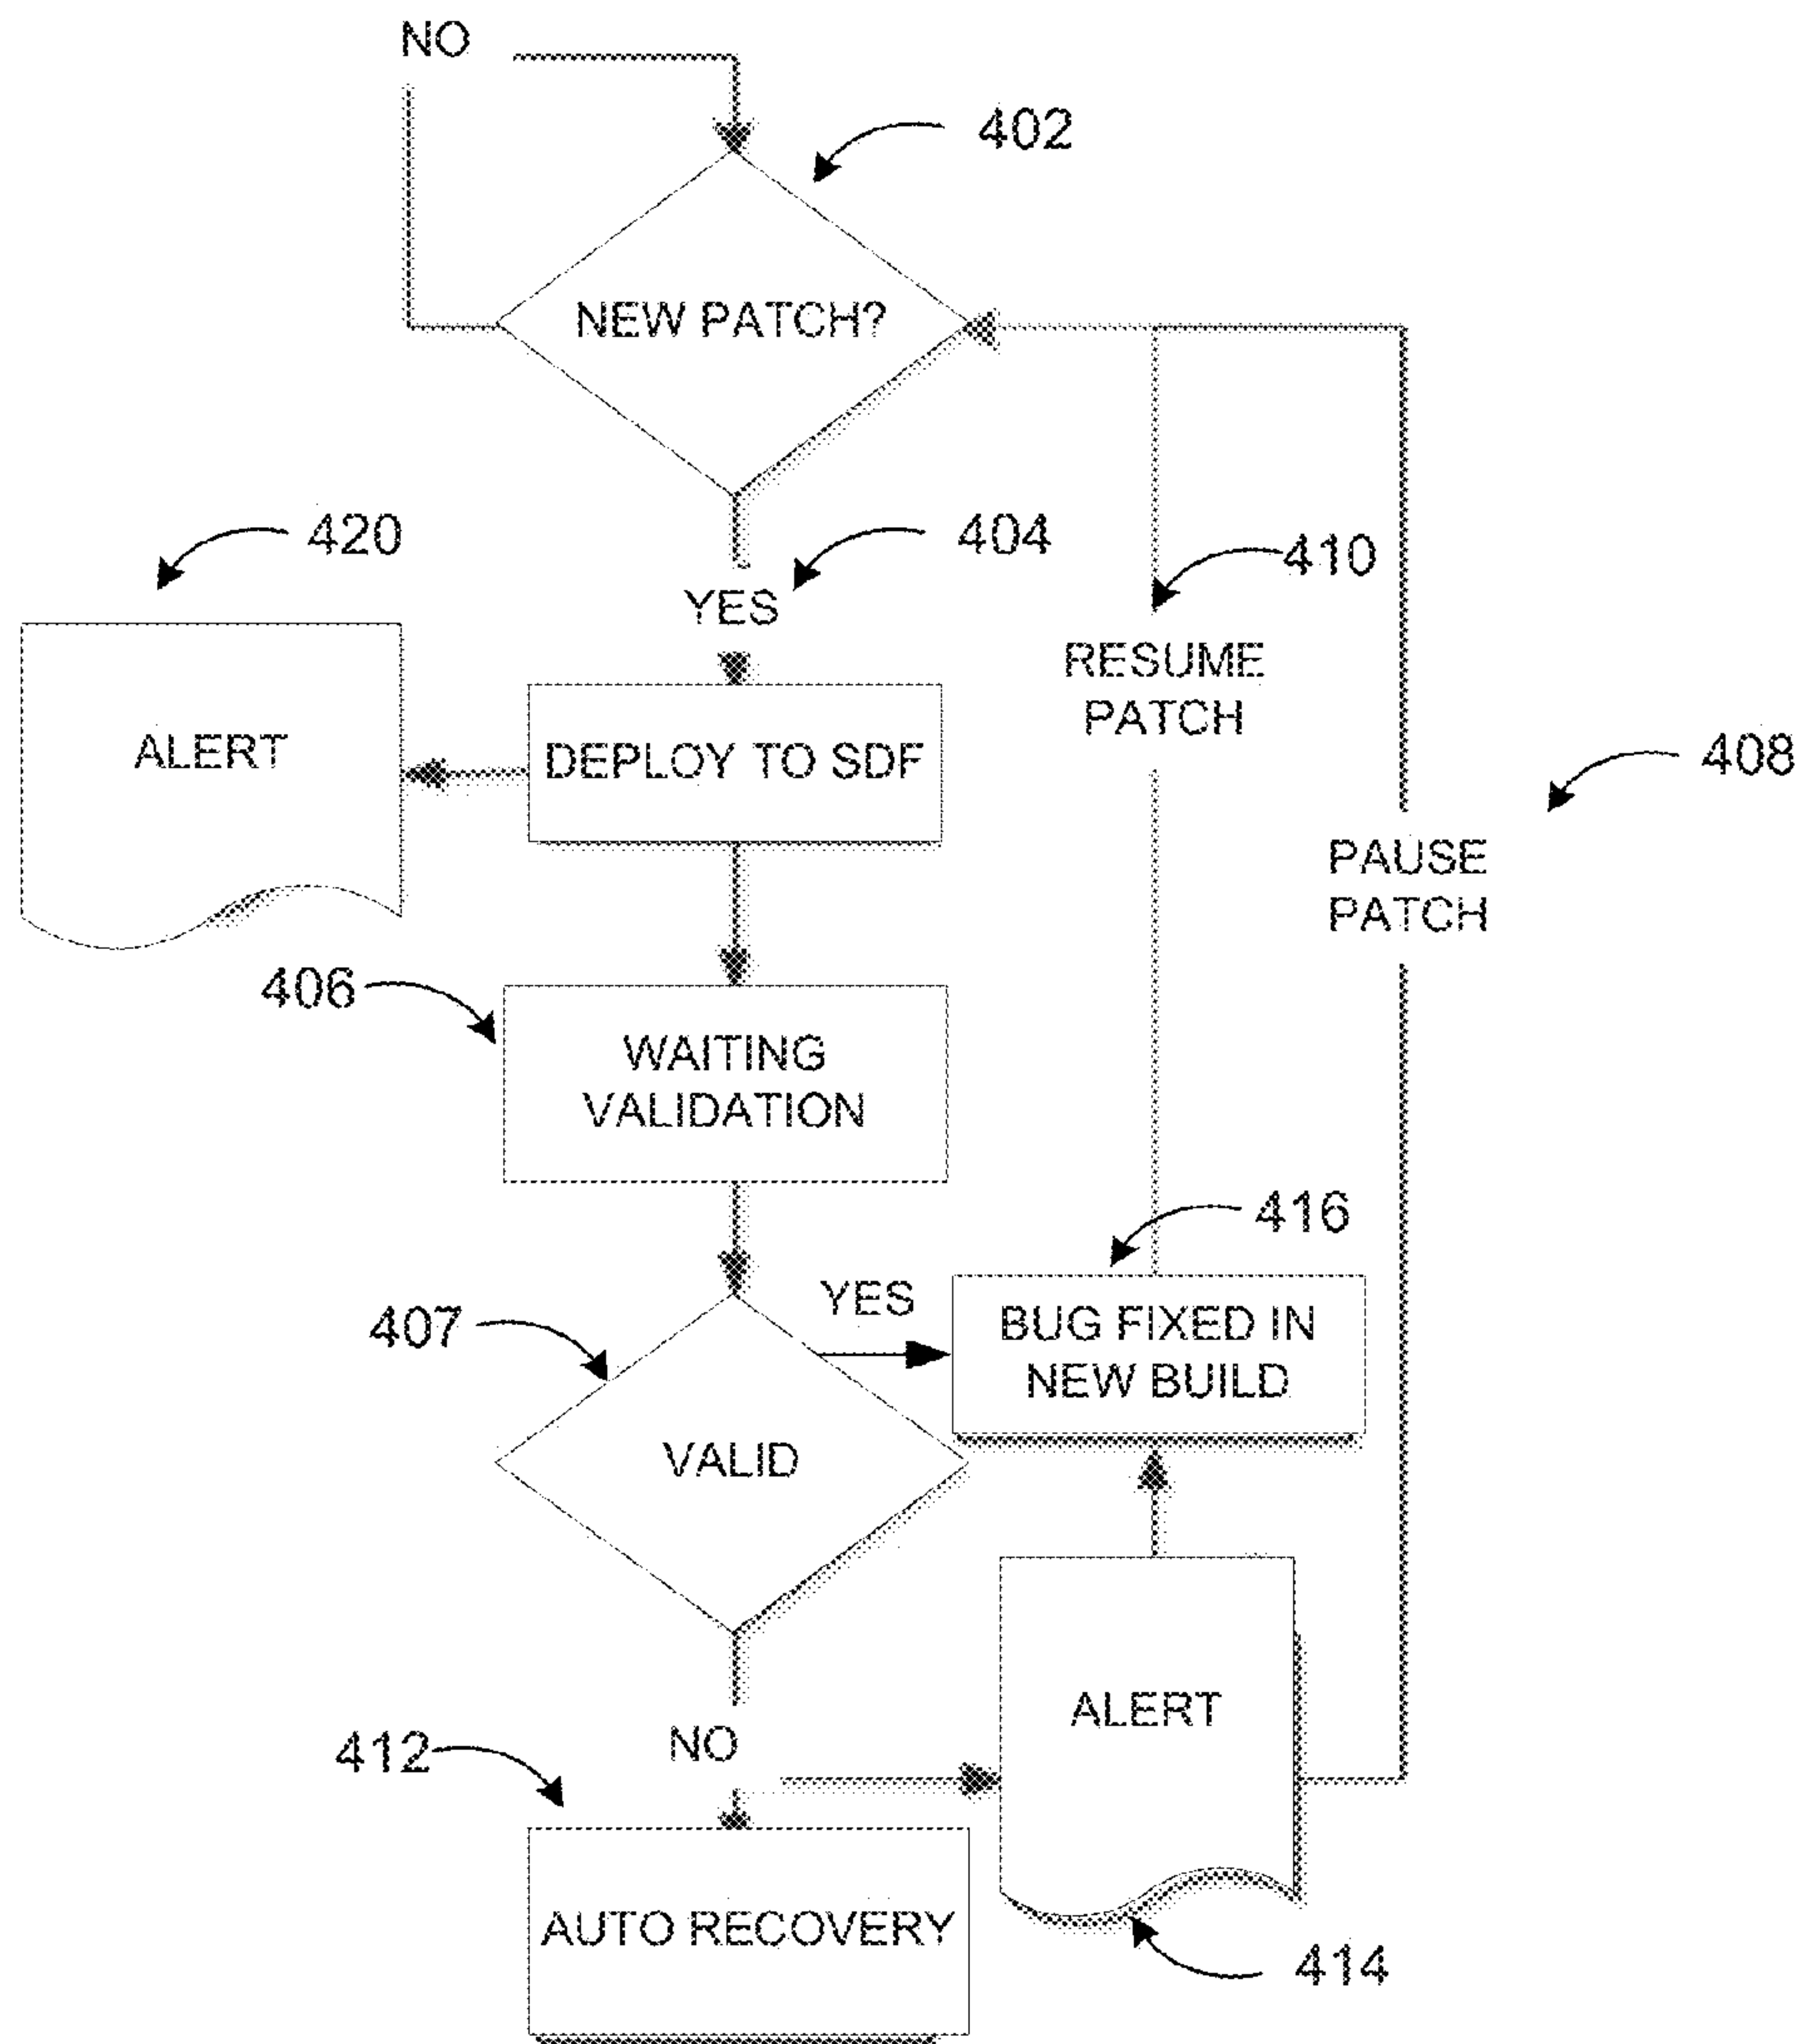 NO
402
NEW PATCH?
420
404
410
YES
RESUME
PATCH
ALERT
DEPLOY TO SDF
408
PAUSE
PATCH
406
WAITING
VALIDATION
416
YES
407
BUG FIXED IN
NEW BUILD
VALID
ALERT
NO
412
AUTO RECOVERY
414